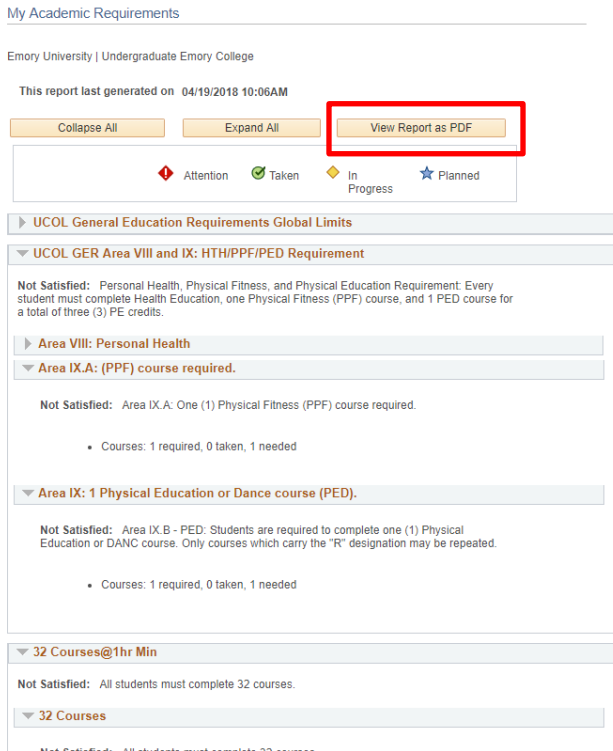 My Academic Requirements
Emory University | Undergraduate Emory College
This report last generated on 04/19/2018 10:06AM
Collapse All Expand All View Report as PDF
Attention Taken In Progress Planned
UCOL General Education Requirements Global Limits
UCOL GER Area VIII and IX: HTH/PPF/PED Requirement
Not Satisfied: Personal Health, Physical Fitness, and Physical Education Requirement: Every
student must complete Health Education, one Physical Fitness (PPF) course, and 1 PED course for
a total of three (3) PE credits.
Area VIII: Personal Health
Area IX.A: (PPF) course required.
Not Satisfied: Area IX.A: One (1) Physical Fitness (PPF) course required.
• Courses: 1 required, 0 taken, 1 needed
Area IX: 1 Physical Education or Dance course (PED).
Not Satisfied: Area IX.B - PED: Students are required to complete one (1) Physical
Education or DANC course. Only courses which carry the "R" designation may be repeated.
• Courses: 1 required, 0 taken, 1 needed
32 Courses@1hr Min
Not Satisfied: All students must complete 32 courses.
32 Courses
Not Satisfied: All students must complete 32 courses.